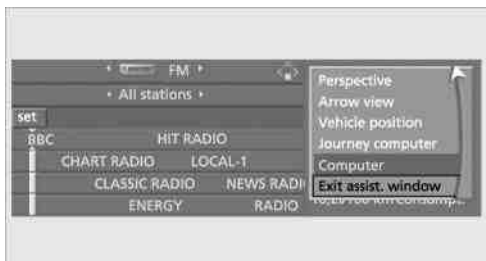 FM
All stations
set
BBC HIT RADIO
CHART RADIO LOCAL-1
CLASSIC RADIO NEWS RADI
ENERGY RADIO
Perspective
Arrow view
Vehicle position
Journey computer
Computer
Exit assist. window